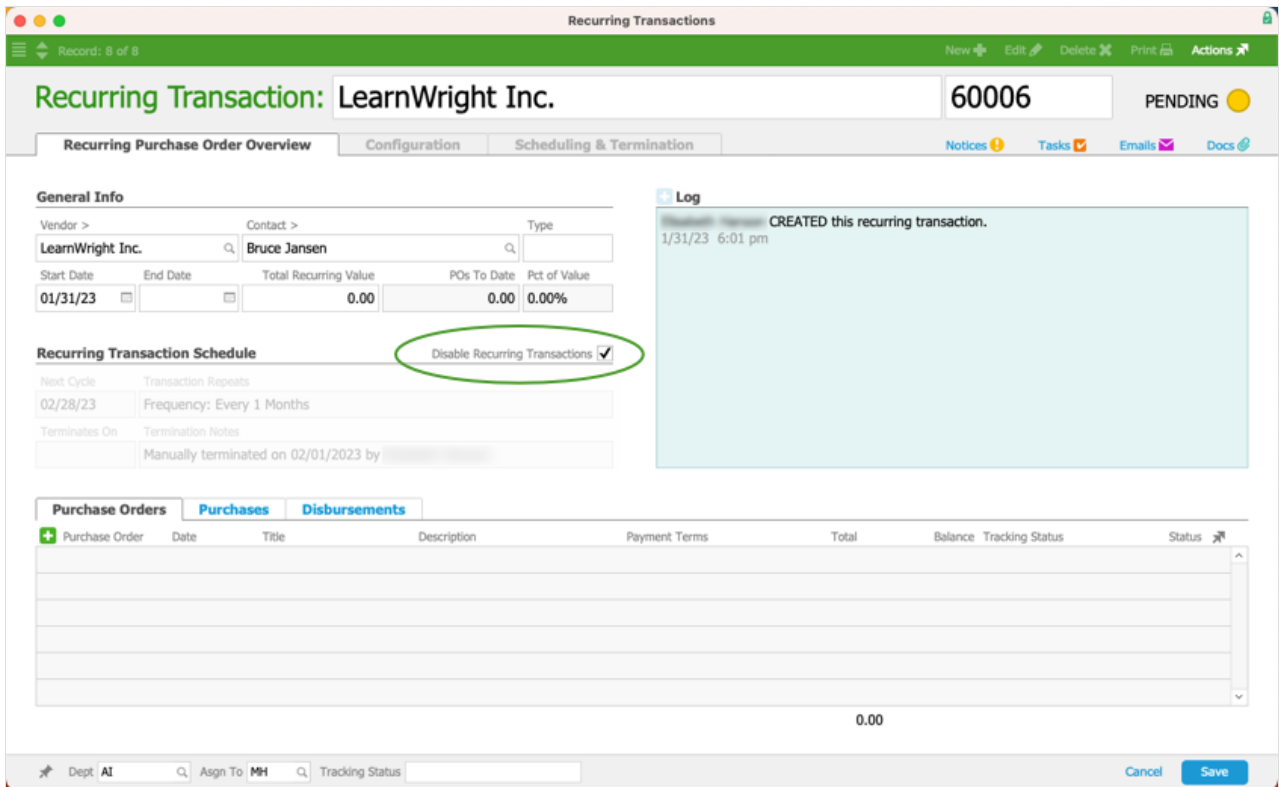 Recurring Transactions
Record: 8 of 8 New Edit Delete Print Actions
Recurring Transaction: LearnWright Inc. 60006 PENDING
Recurring Purchase Order Overview Configuration Scheduling & Termination Notices Tasks Emails Docs
General Info
Vendor > Contact > Type
LearnWright Inc. Bruce Jansen
Start Date End Date Total Recurring Value POs To Date Pct of Value
01/31/23 0.00 0.00 0.00%
Recurring Transaction Schedule Disable Recurring Transactions
Next Cycle Transaction Repeats
02/28/23 Frequency: Every 1 Months
Terminates On Termination Notes
Manually terminated on 02/01/2023 by
Log
CREATED this recurring transaction.
1/31/23 6:01 pm
Purchase Orders Purchases Disbursements
Purchase Order Date Title Description Payment Terms Total Balance Tracking Status Status
0.00
Dept AI Asgn To MH Tracking Status Cancel Save